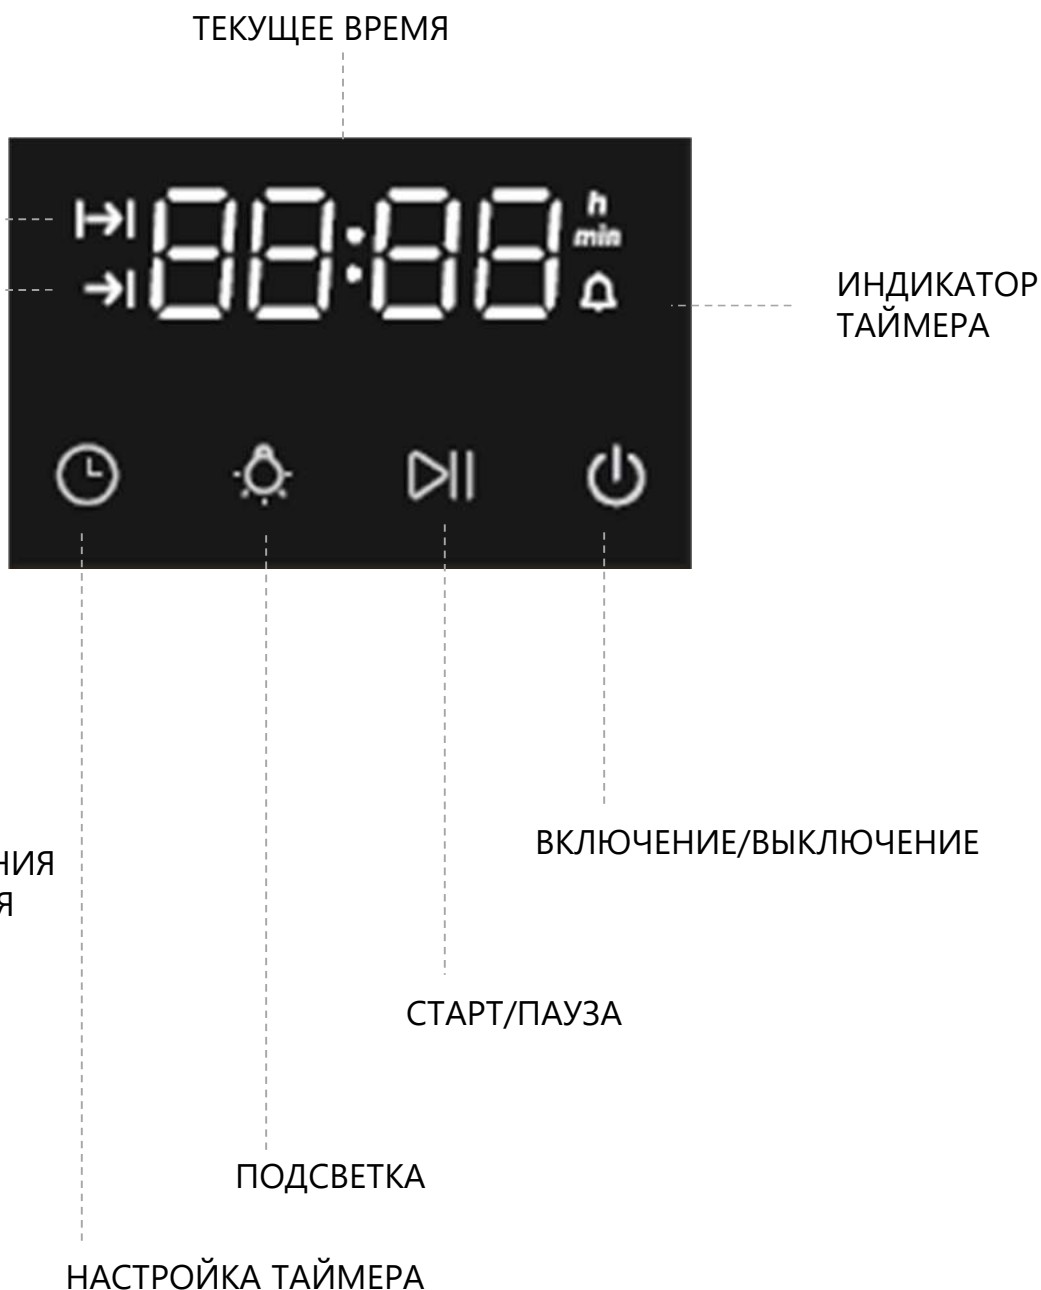 ТЕКУЩЕЕ ВРЕМЯ
88:88
h
min
ИНДИКАТОР
ТАЙМЕРА
ВКЛЮЧЕНИЕ/ВЫКЛЮЧЕНИЕ
СТАРТ/ПАУЗА
ПОДСВЕТКА
НАСТРОЙКА ТАЙМЕРА